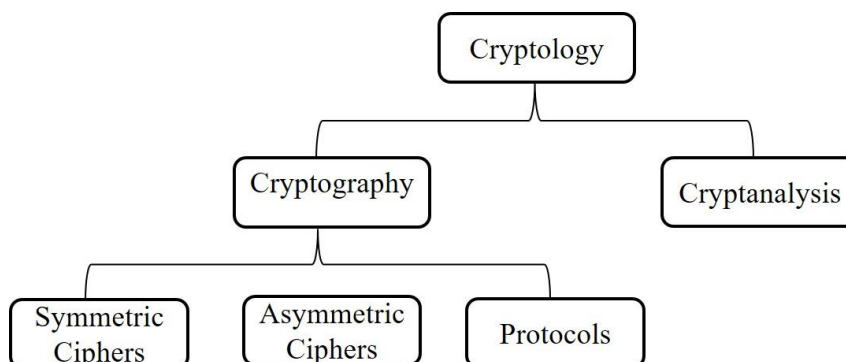 Cryptology
Cryptography
Cryptanalysis
Symmetric
Ciphers
Asymmetric
Ciphers
Protocols